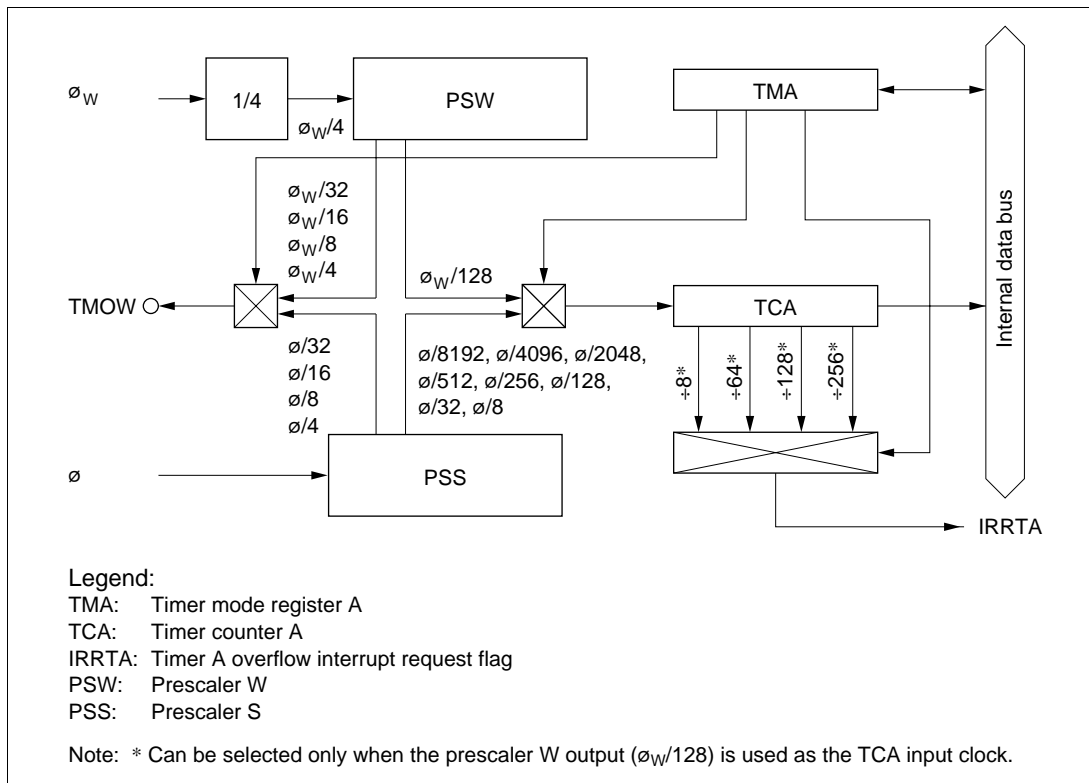 øW
1/4
øW/4
PSW
TMA
øW/32
øW/16
øW/8
øW/4
øW/128
TMOW
TCA
Internal data bus
ø/32
ø/16
ø/8
ø/4
ø/8192, ø/4096, ø/2048,
ø/512, ø/256, ø/128,
ø/32, ø/8
÷8*
÷64*
÷128*
÷256*
ø
PSS
IRRTA
Legend:
TMA: Timer mode register A
TCA: Timer counter A
IRRTA: Timer A overflow interrupt request flag
PSW: Prescaler W
PSS: Prescaler S
Note: * Can be selected only when the prescaler W output (øW/128) is used as the TCA input clock.